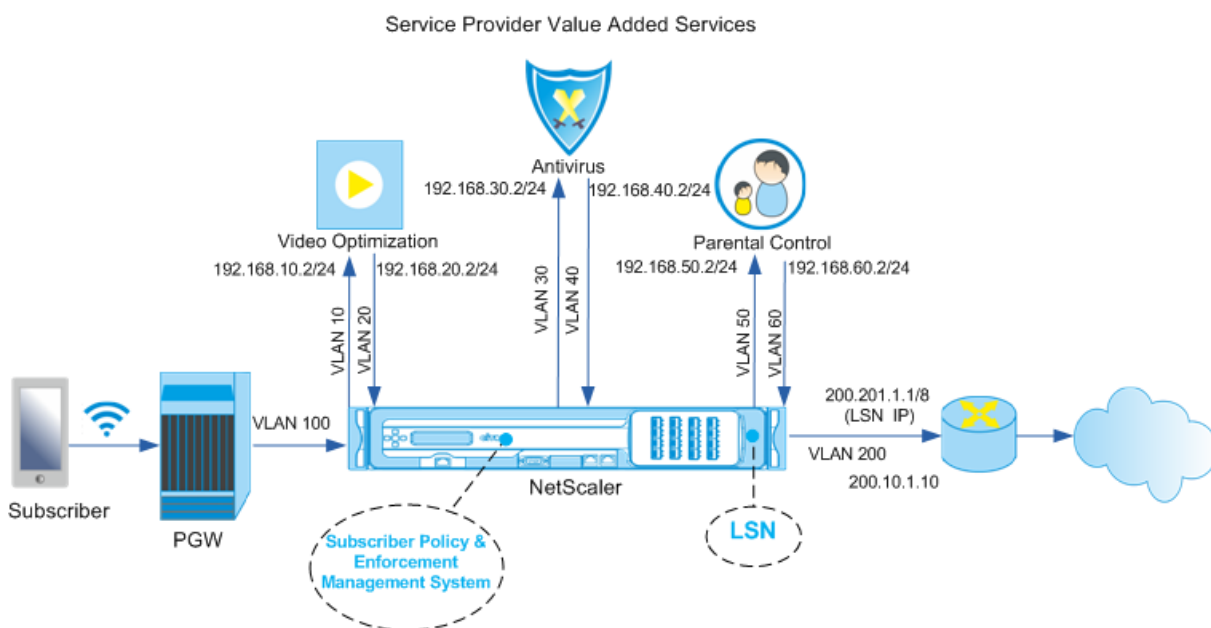 Service Provider Value Added Services
Antivirus
192.168.30.2/24
192.168.40.2/24
Video Optimization
192.168.10.2/24
192.168.20.2/24
Parental Control
192.168.50.2/24
192.168.60.2/24
VLAN 10
VLAN 20
VLAN 30
VLAN 40
VLAN 50
VLAN 60
VLAN 100
200.201.1.1/8
(LSN IP)
VLAN 200
200.10.1.10
NetScaler
Subscriber
PGW
Subscriber Policy &
Enforcement
Management System
LSN